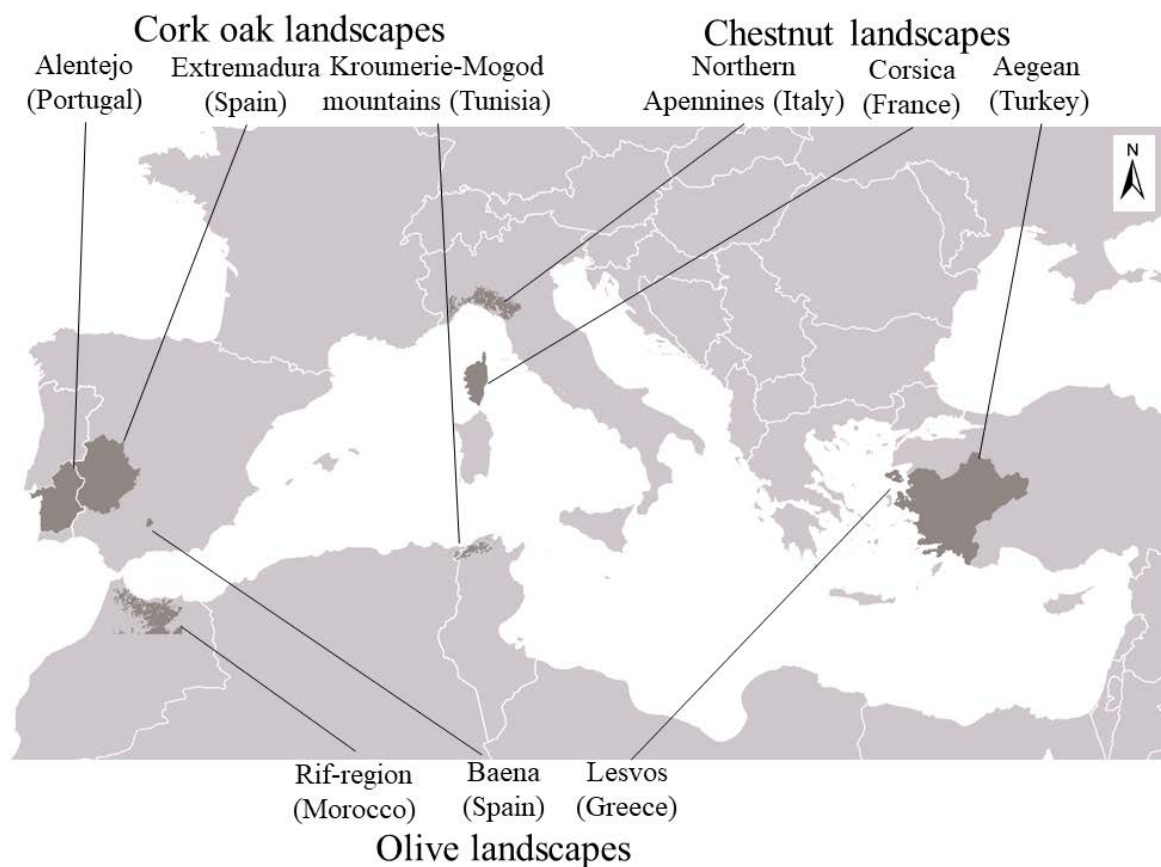 Cork oak landscapes
Chestnut landscapes
Alentejo
(Portugal)
Extremadura
(Spain)
Kroumerie-Mogod
mountains (Tunisia)
Northern
Apennines (Italy)
Corsica
(France)
Aegean
(Turkey)
N
Rif-region
(Morocco)
Baena
(Spain)
Lesvos
(Greece)
Olive landscapes